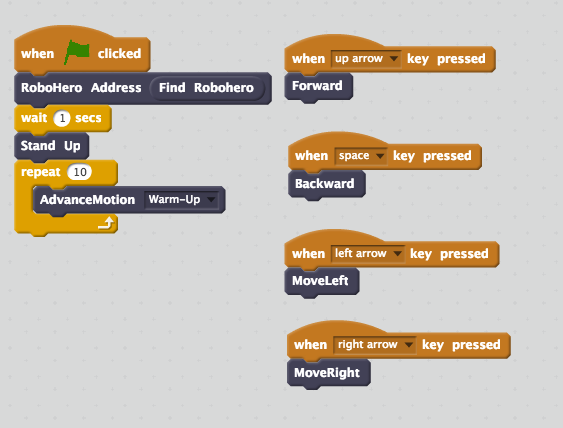 when clicked
RoboHero Address Find Robohero
wait 1 secs
Stand Up
repeat 10
AdvanceMotion Warm-Up
when up arrow key pressed
Forward
when space key pressed
Backward
when left arrow key pressed
MoveLeft
when right arrow key pressed
MoveRight